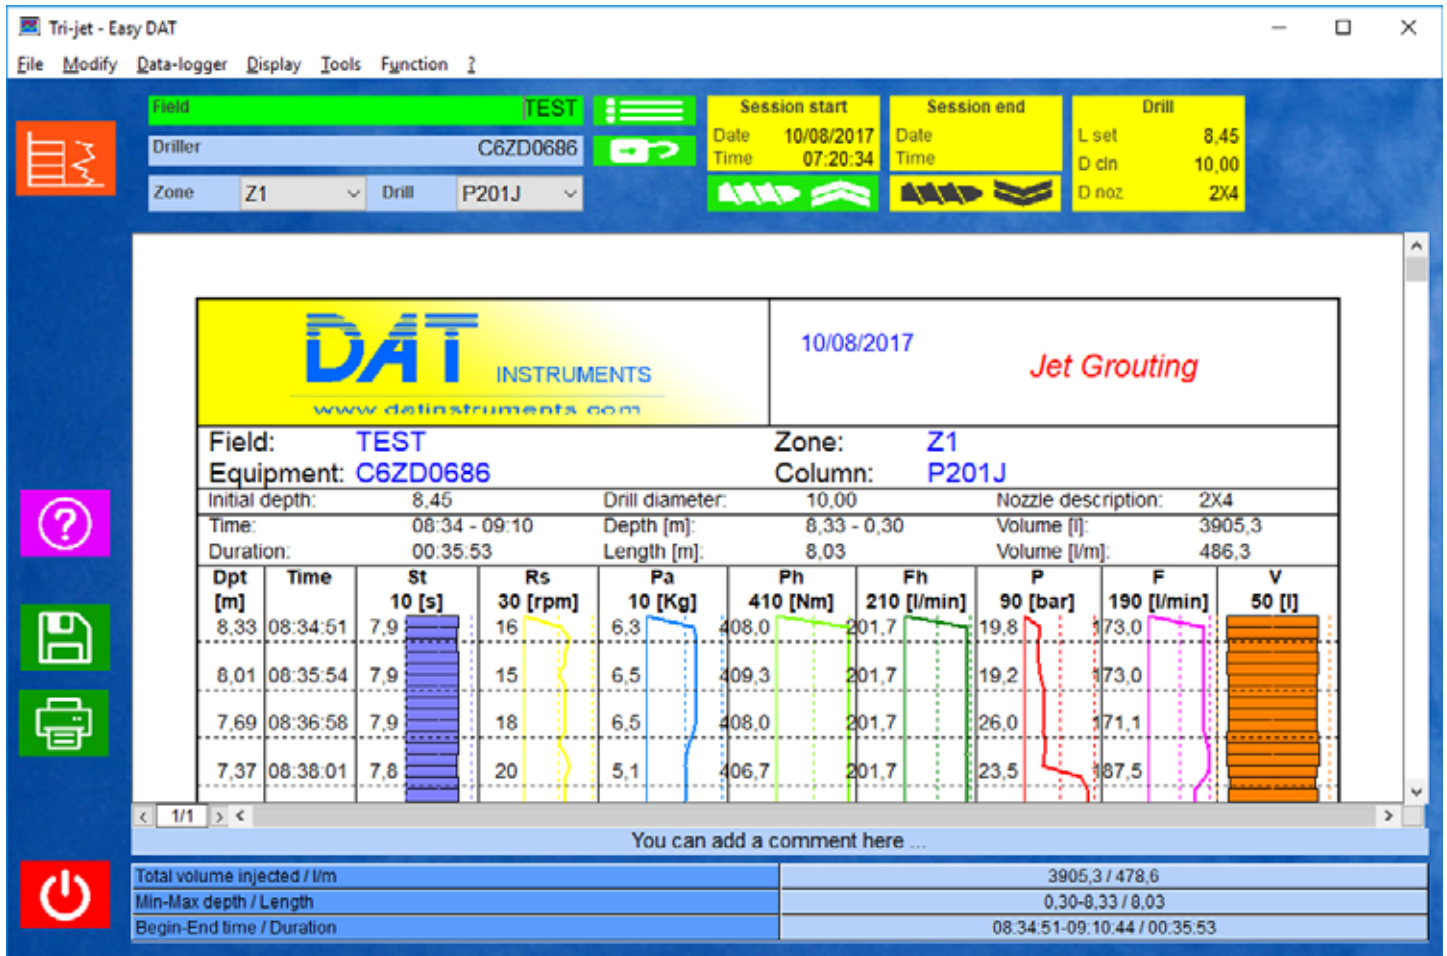 Tri-jet - Easy DAT
File Modify Data-logger Display Tools Function ?
Field TEST
Driller C6ZD0686
Zone Z1 Drill P201J
Session start
Date 10/08/2017
Time 07:20:34
Session end
Date
Time
Drill
L set 8,45
D cln 10,00
D noz 2X4
DAT INSTRUMENTS
www.datinstruments.com
10/08/2017
Jet Grouting
Field: TEST Zone: Z1
Equipment: C6ZD0686 Column: P201J
Initial depth: 8,45 Drill diameter: 10,00 Nozzle description: 2X4
Time: 08:34 - 09:10 Depth [m]: 8,33 - 0,30 Volume [l]: 3905,3
Duration: 00:35:53 Length [m]: 8,03 Volume [l/m]: 486,3
Dpt Time St Rs Pa Ph Fh P F V
[m] 10 [s] 30 [rpm] 10 [Kg] 410 [Nm] 210 [l/min] 90 [bar] 190 [l/min] 50 [l]
8,33 08:34:51 7,9 16 6,3 408,0 201,7 19,8 173,0
8,01 08:35:54 7,9 15 6,5 409,3 201,7 19,2 173,0
7,69 08:36:58 7,9 18 6,5 408,0 201,7 26,0 171,1
7,37 08:38:01 7,8 20 5,1 406,7 201,7 23,5 187,5
1/1
You can add a comment here ...
Total volume injected / l/m 3905,3 / 478,6
Min-Max depth / Length 0,30-8,33 / 8,03
Begin-End time / Duration 08:34:51-09:10:44 / 00:35:53